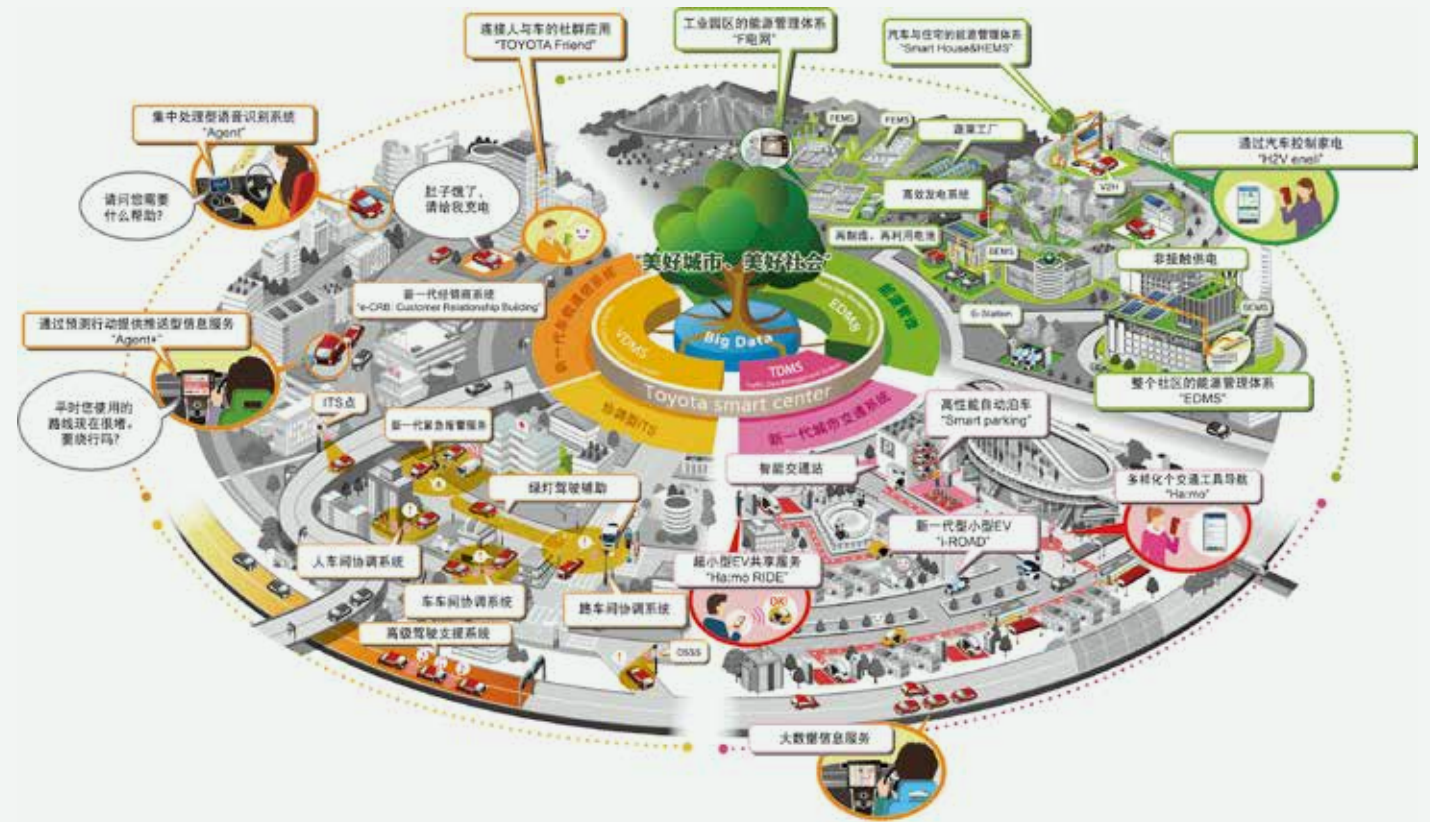 连接人与车的社群应用
“TOYOTA Friend”
工业园区的能源管理体系
“F电网”
汽车与住宅的能源管理体系
“Smart House&HEMS”
集中处理型语音识别系统
“Agent”
请问您需要
什么帮助?
肚子饿了、
请给我充电
FEMS
FEMS
蔬菜工厂
通过汽车控制家电
“H2V eneli”
高效发电系统
V2H
再制造，再利用电池
BEMS
非接触供电
“美好城市、美好社会”
新一代经销商系统
“e-CRB: Customer Relationship Building”
新一代车载通信系统
能源管理
VDMS
EDMS
Big Data
TDMS
Toyota smart center
G-Station
整个社区的能源管理体系
“EDMS”
通过预测行动提供推送型信息服务
“Agent+”
平时您使用的
路线现在很堵，
要绕行吗?
ITS点
协调型ITS
新一代城市交通系统
高性能自动泊车
“Smart parking”
新一代紧急报警服务
智能交通站
绿灯驾驶辅助
多样化个交通工具导航
“Ha:mo”
新一代型小型EV
“i-ROAD”
人车间协调系统
超小型EV共享服务
“Ha:mo RIDE”
OK!
车车间协调系统
路车间协调系统
高级驾驶支援系统
DSSS
大数据信息服务